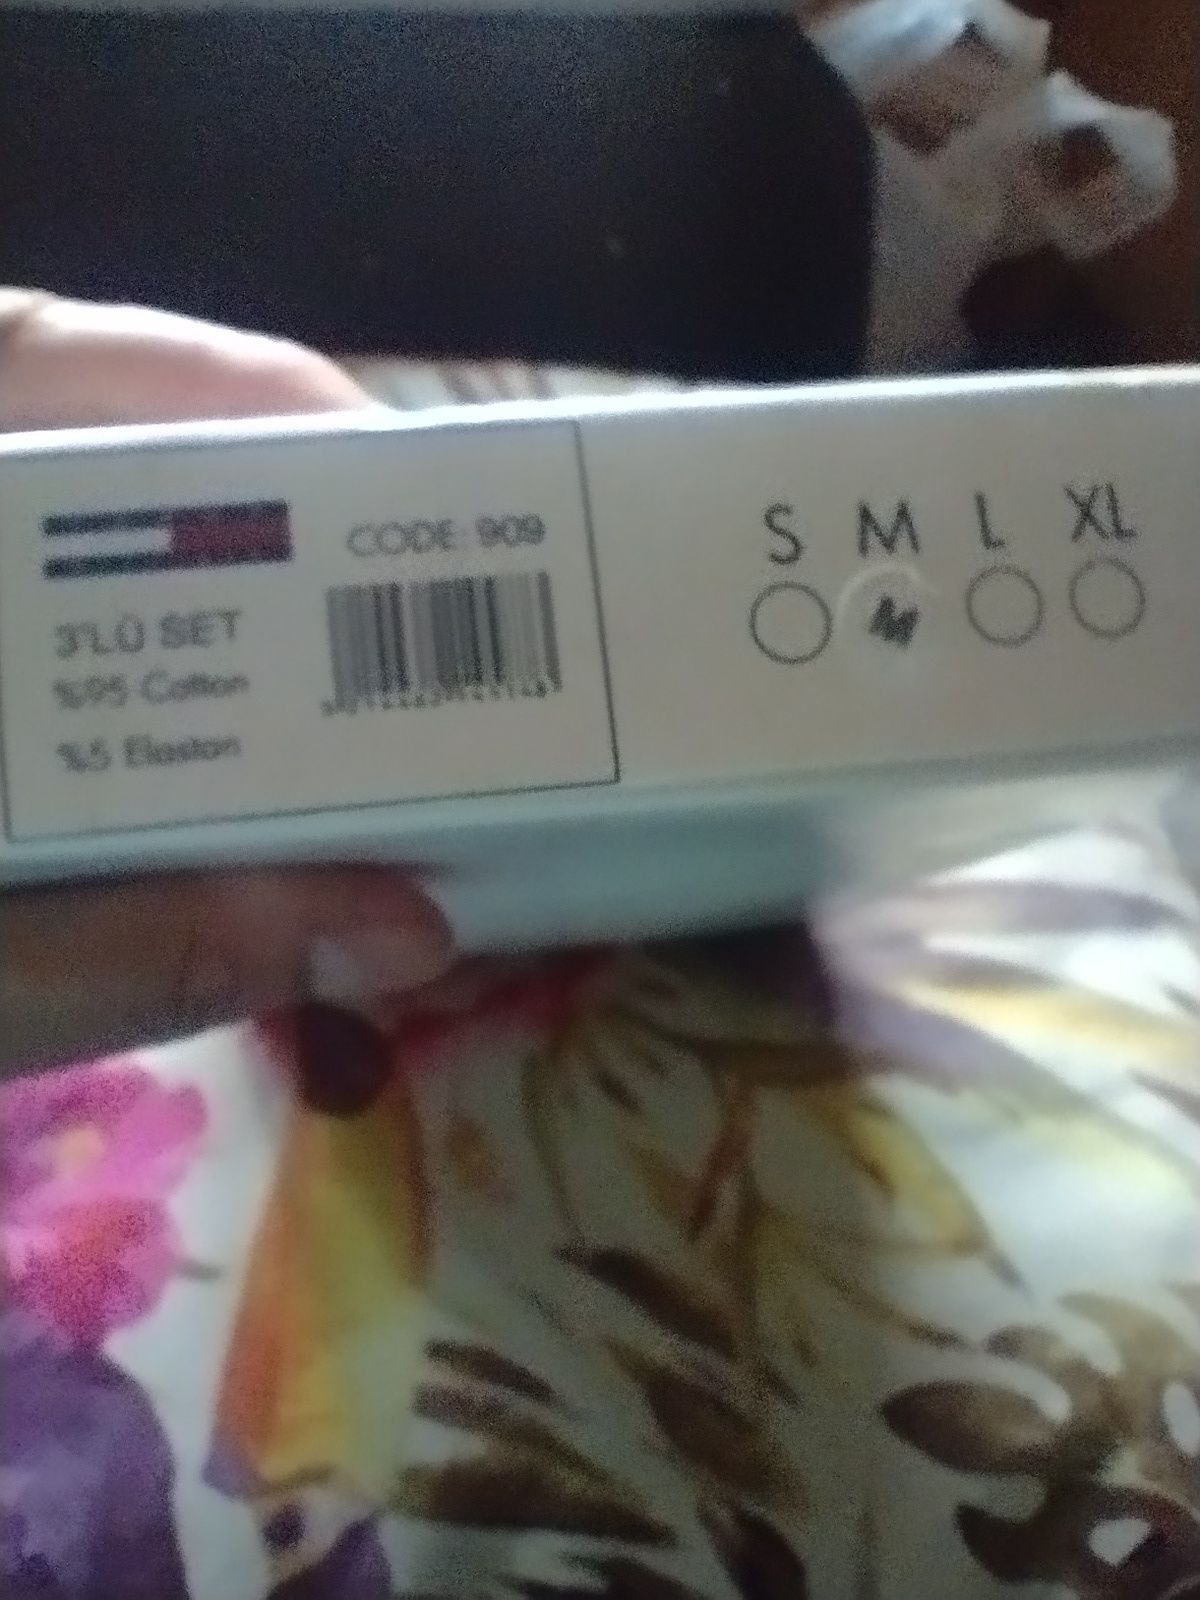 CODE: 909
3'LÜ SET
%95 Cotton
%5 Elastan
S M L XL